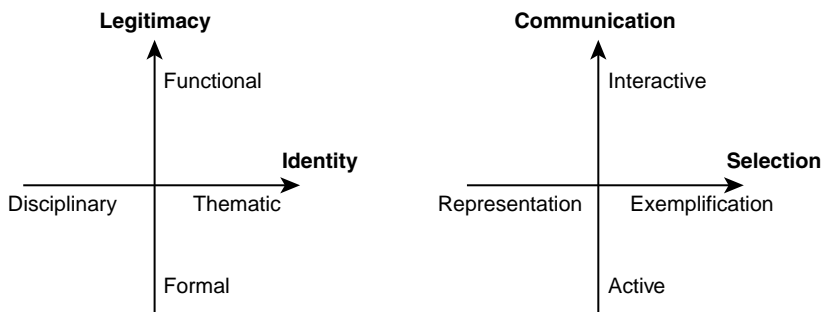 Legitimacy
Functional
Identity
Disciplinary
Thematic
Formal
Communication
Interactive
Selection
Representation
Exemplification
Active